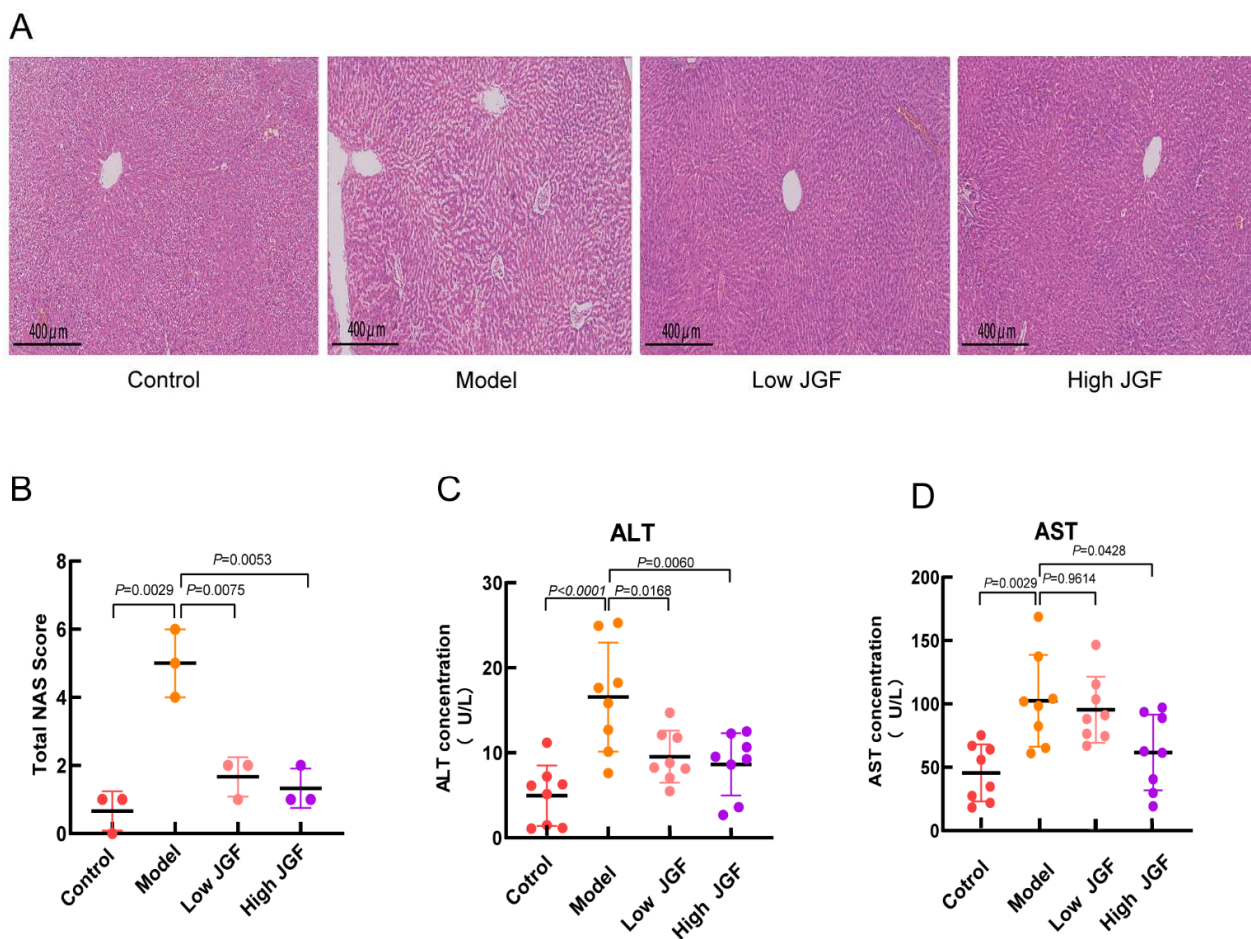 A
400μm
400μm
400μm
400μm
Control
Model
Low JGF
High JGF
B
Total NAS Score
8
6
4
2
0
P=0.0053
P=0.0029
P=0.0075
Control
Model
Low JGF
High JGF
C
ALT
ALT concentration
( U/L)
30
20
10
0
P=0.0060
P<0.0001
P=0.0168
Cotrol
Model
Low JGF
High JGF
D
AST
AST concentration
( U/L)
200
150
100
50
0
P=0.0428
P=0.0029
P=0.9614
Cotrol
Model
Low JGF
High JGF